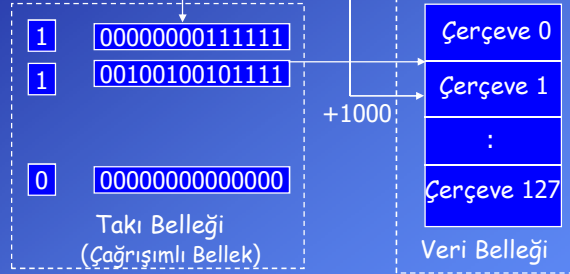 1 00000000111111
1 00100100101111
+1000
0 00000000000000
Takı Belleği
(Çağrışımlı Bellek)
Çerçeve 0
Çerçeve 1
:
Çerçeve 127
Veri Belleği